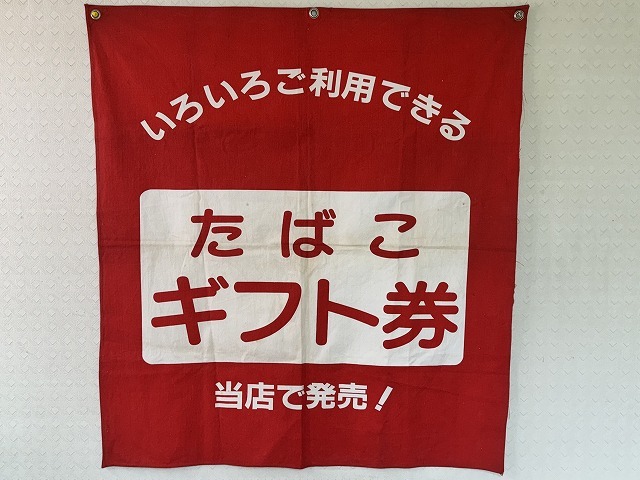 いろいろご利用できる
たばこ
ギフト券
当店で発売!